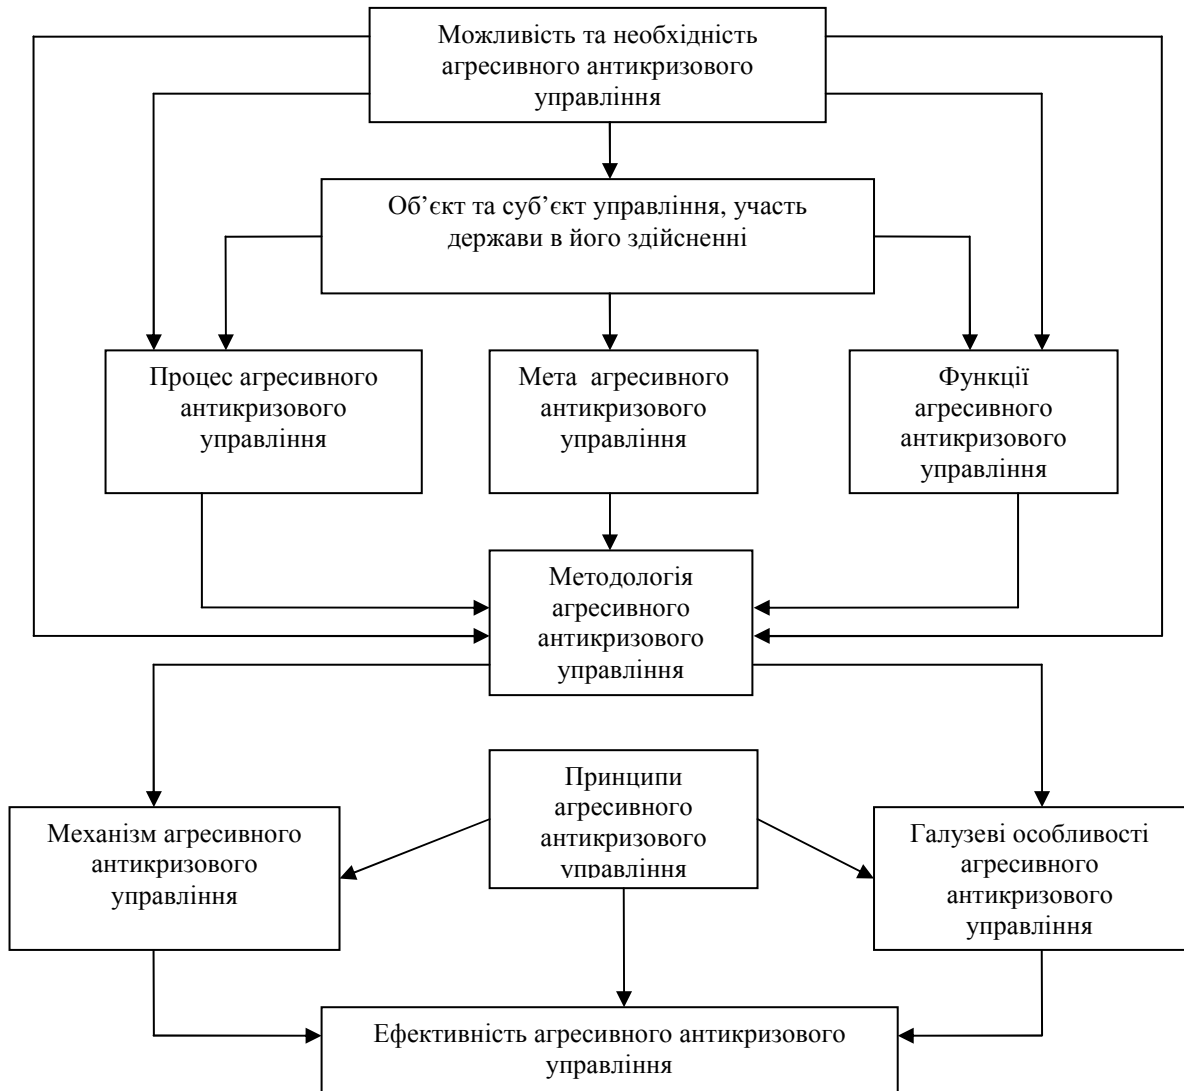 Можливість та необхідність
агресивного антикризового
управління
Об’єкт та суб’єкт управління, участь
держави в його здійсненні
Процес агресивного
антикризового
управління
Мета агресивного
антикризового
управління
Функції
агресивного
антикризового
управління
Методологія
агресивного
антикризового
управління
Принципи
агресивного
антикризового
управління
Механізм агресивного
антикризового
управління
Галузеві особливості
агресивного
антикризового
управління
Ефективність агресивного антикризового
управління